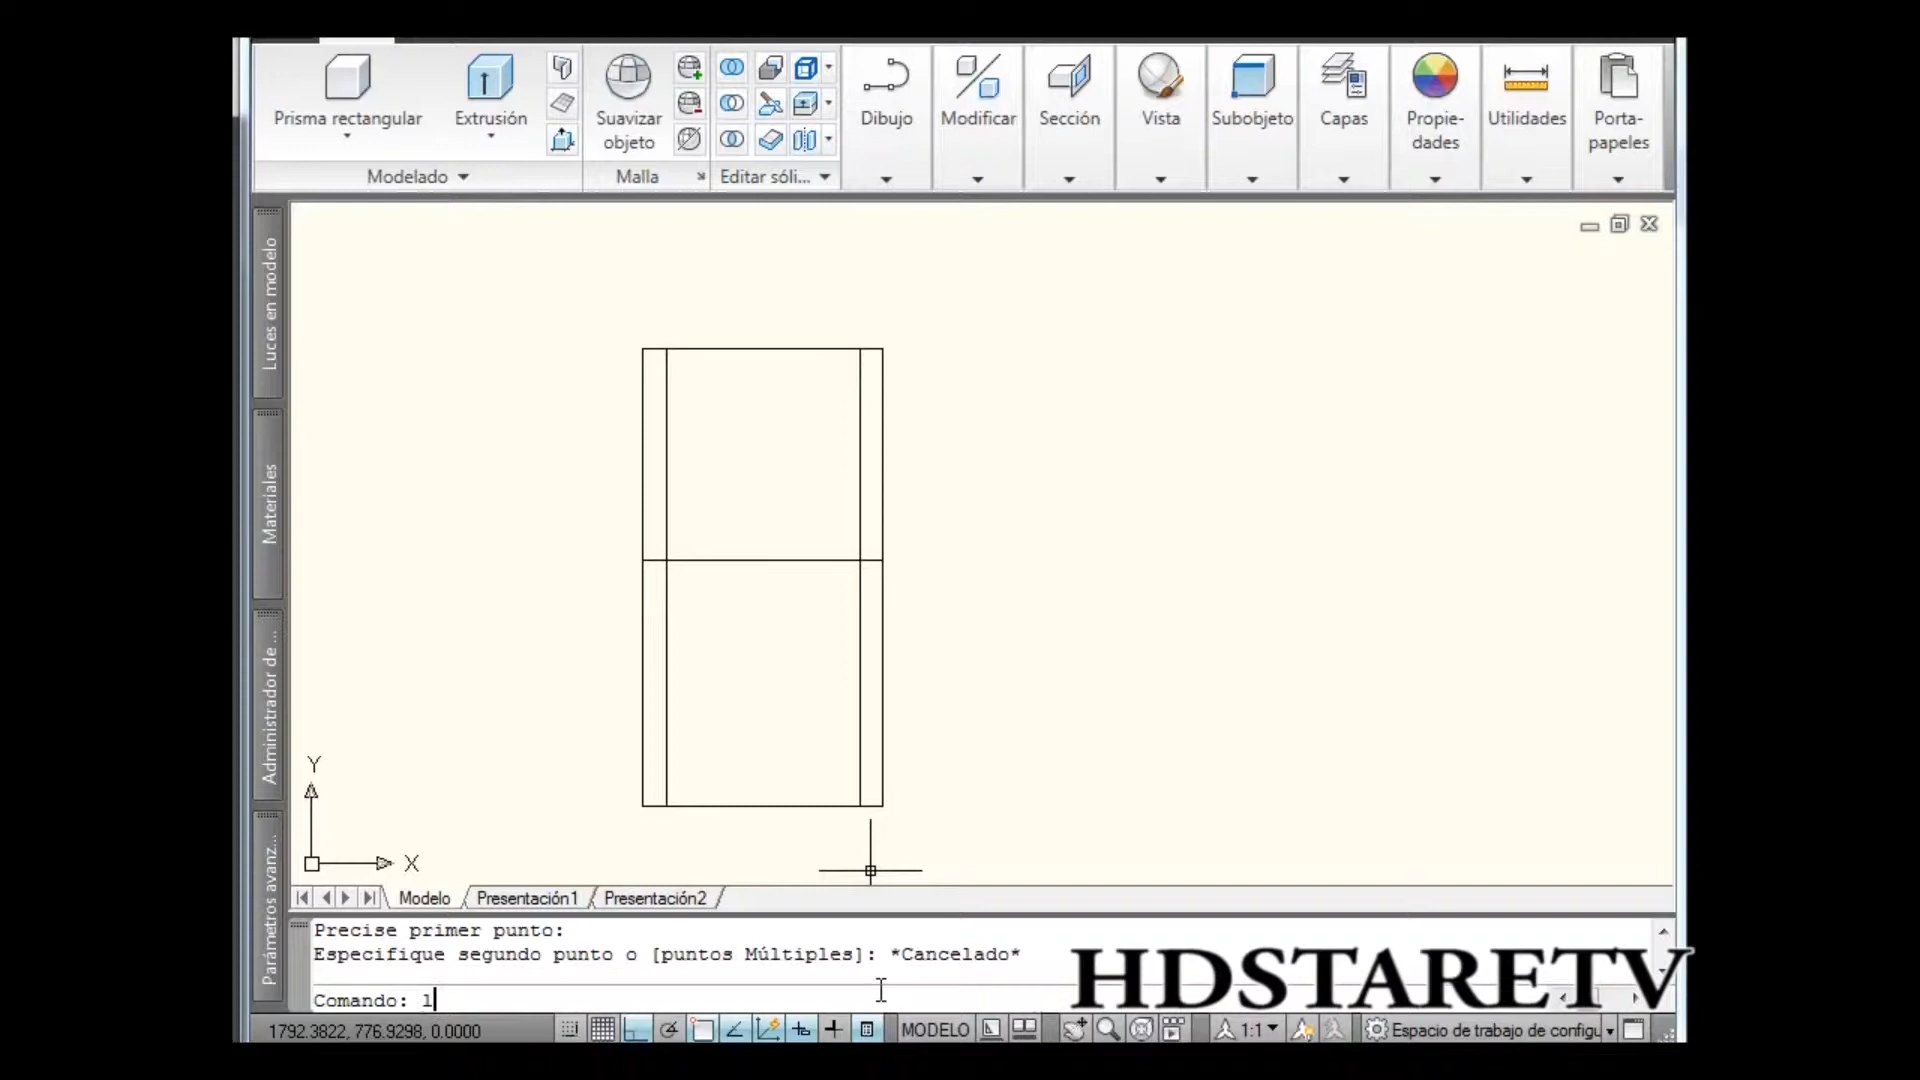 Prisma rectangular
Extrusión
Suavizar
objeto
Dibujo
Modificar
Sección
Vista
Subobjeto
Capas
Propie-
dades
Utilidades
Porta-
papeles
Modelado
Malla
Editar sóli...
Luces en modelo
Materiales
Administrador de ...
Parámetros avanz...
Y
X
Modelo
Presentación1
Presentación2
Precise primer punto:
Especifique segundo punto o [puntos Múltiples]: *Cancelado*
Comando: l
HDSTARETV
1792.3822, 776.9298, 0.0000
MODELO
1:1
Espacio de trabajo de configu